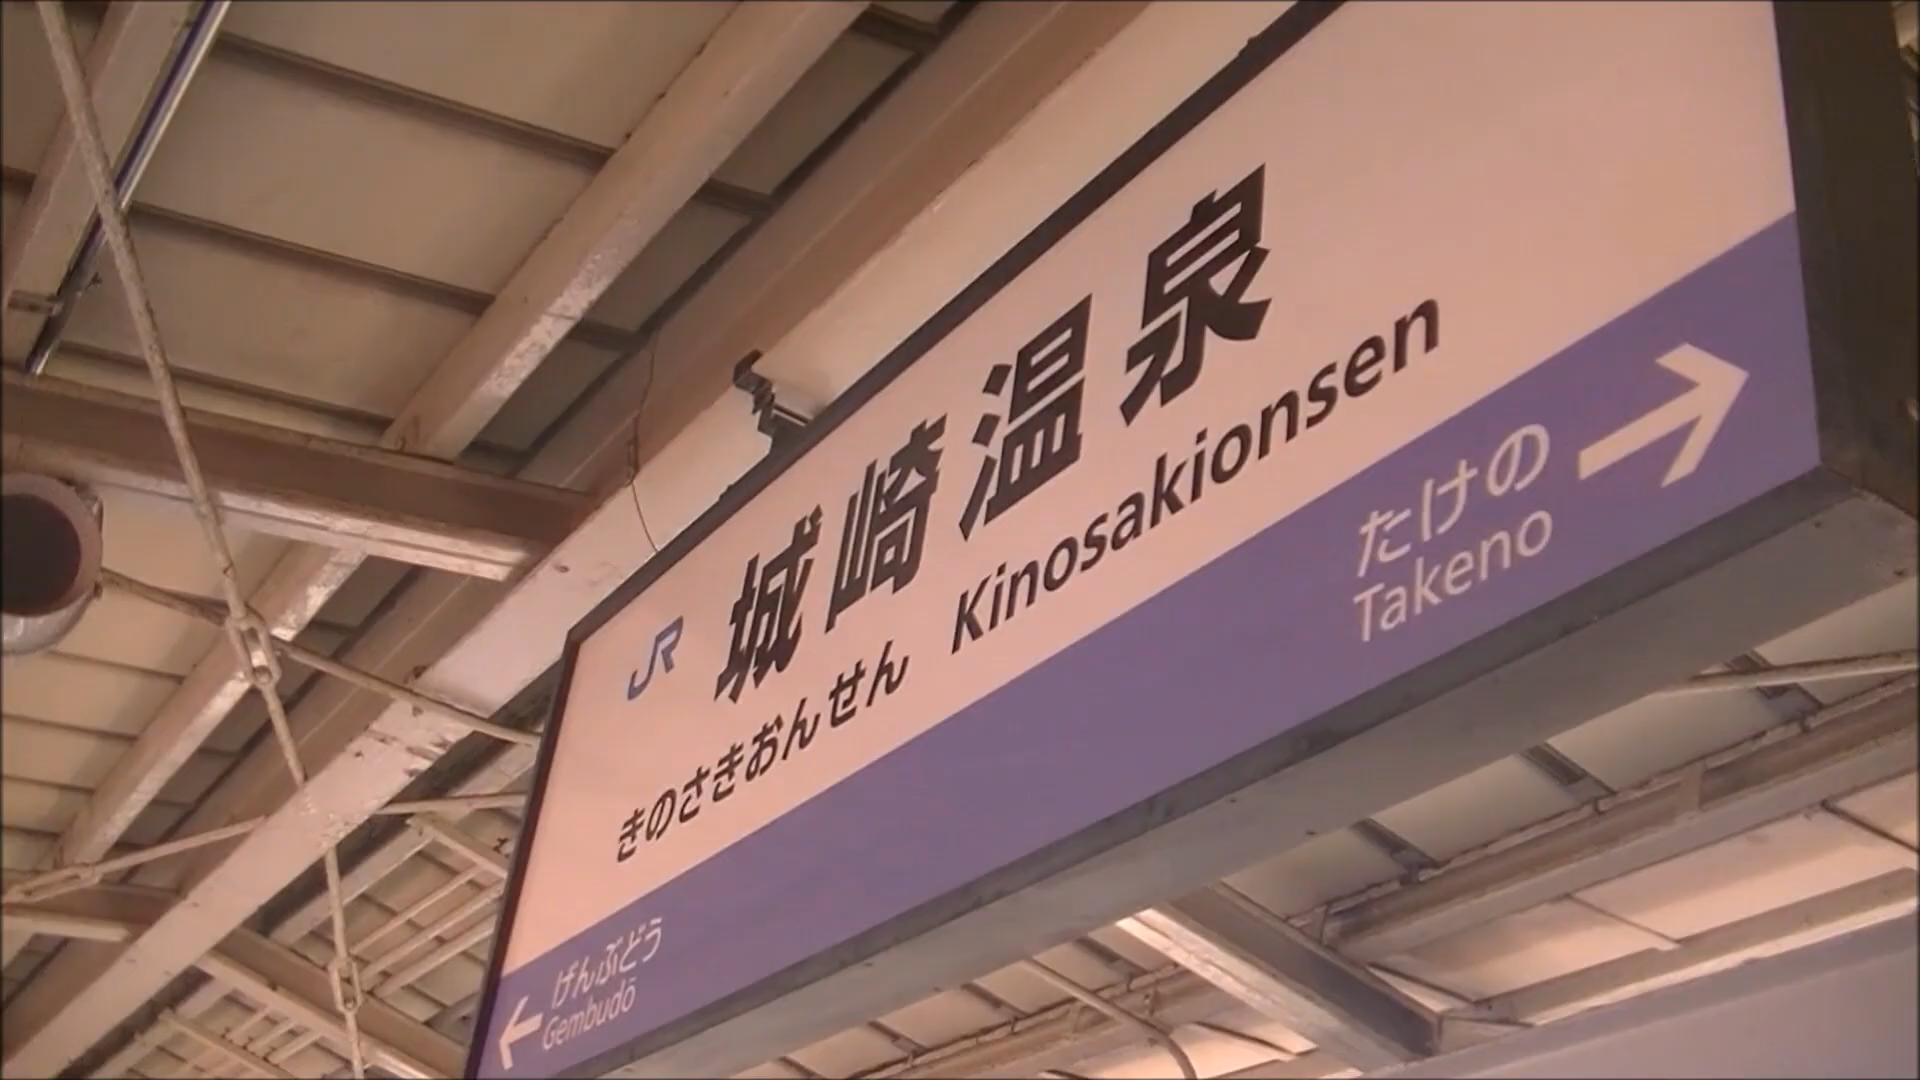 JR 城崎温泉
きのさきおんせん Kinosakionsen
たけの
Takeno
→
げんぶどう
← Gembudō